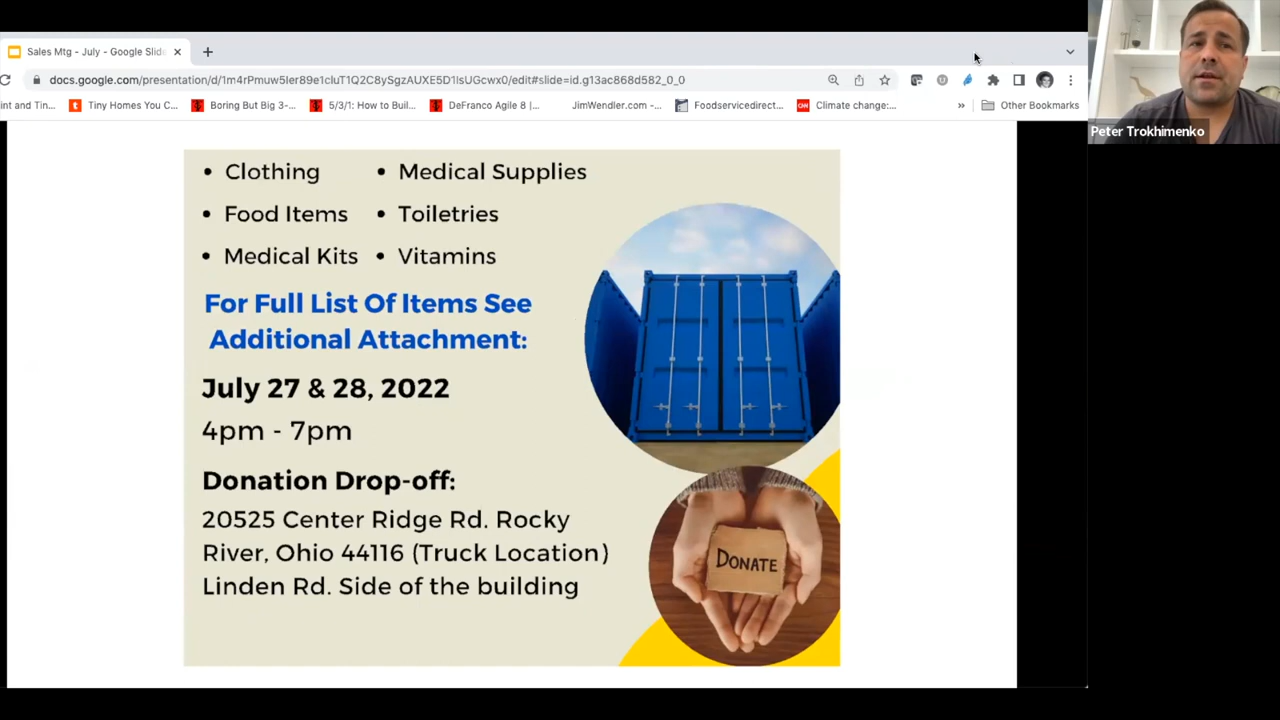 Sales Mtg - July - Google Slide
docs.google.com/presentation/d/1m4rPmuw5Ier89e1cluT1Q2C8ySgzAUXE5D1IsUGcwx0/edit#slide=id.g13ac868d582_0_0
int and Tin...
Tiny Homes You C...
Boring But Big 3-...
5/3/1: How to Buil...
DeFranco Agile 8 |...
JimWendler.com -...
Foodservicedirect...
Climate change:...
»
Other Bookmarks
Peter Trokhimenko
• Clothing • Medical Supplies
• Food Items • Toiletries
• Medical Kits • Vitamins
For Full List Of Items See
Additional Attachment:
July 27 & 28, 2022
4pm - 7pm
Donation Drop-off:
20525 Center Ridge Rd. Rocky
River, Ohio 44116 (Truck Location)
Linden Rd. Side of the building
DONATE